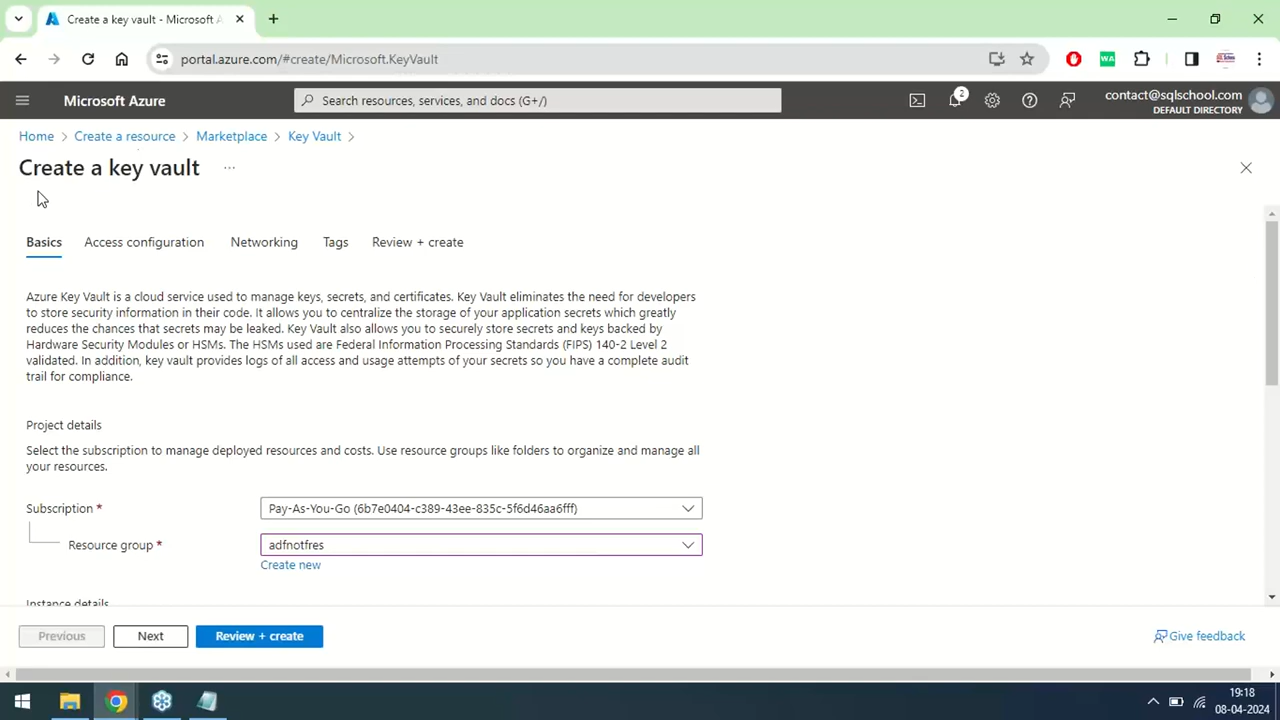 Create a key vault - Microsoft A
portal.azure.com/#create/Microsoft.KeyVault
WA
Microsoft Azure
Search resources, services, and docs (G+/)
2
contact@sqlschool.com
DEFAULT DIRECTORY
Home > Create a resource > Marketplace > Key Vault >
Create a key vault ...
Basics
Access configuration
Networking
Tags
Review + create
Azure Key Vault is a cloud service used to manage keys, secrets, and certificates. Key Vault eliminates the need for developers
to store security information in their code. It allows you to centralize the storage of your application secrets which greatly
reduces the chances that secrets may be leaked. Key Vault also allows you to securely store secrets and keys backed by
Hardware Security Modules or HSMs. The HSMs used are Federal Information Processing Standards (FIPS) 140-2 Level 2
validated. In addition, key vault provides logs of all access and usage attempts of your secrets so you have a complete audit
trail for compliance.
Project details
Select the subscription to manage deployed resources and costs. Use resource groups like folders to organize and manage all
your resources.
Subscription *
Pay-As-You-Go (6b7e0404-c389-43ee-835c-5f6d46aa6fff)
Resource group *
adfnotfres
Create new
Instance details
Previous
Next
Review + create
Give feedback
19:18
08-04-2024